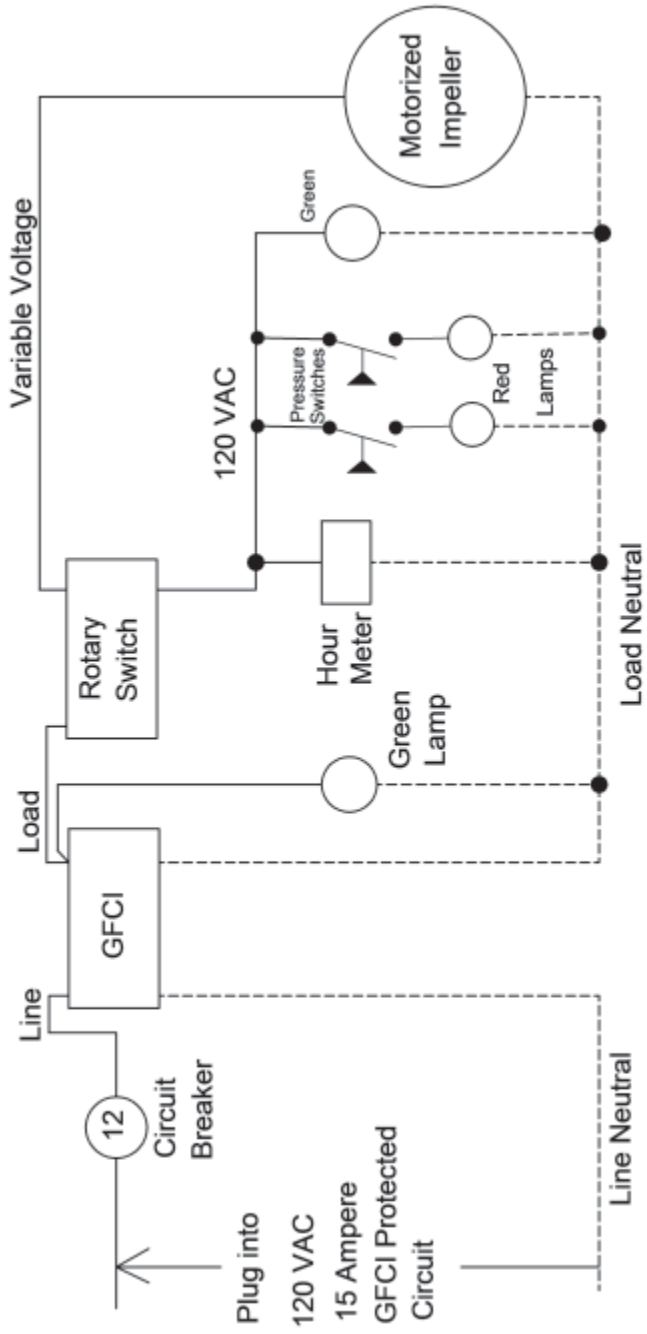 Plug into
120 VAC
15 Ampere
GFCI Protected
Circuit
12
Circuit
Breaker
Line
Line Neutral
GFCI
Load
Green
Lamp
Rotary
Switch
Hour
Meter
Load Neutral
120 VAC
Pressure
Switches
Red
Lamps
Green
Variable Voltage
Motorized
Impeller